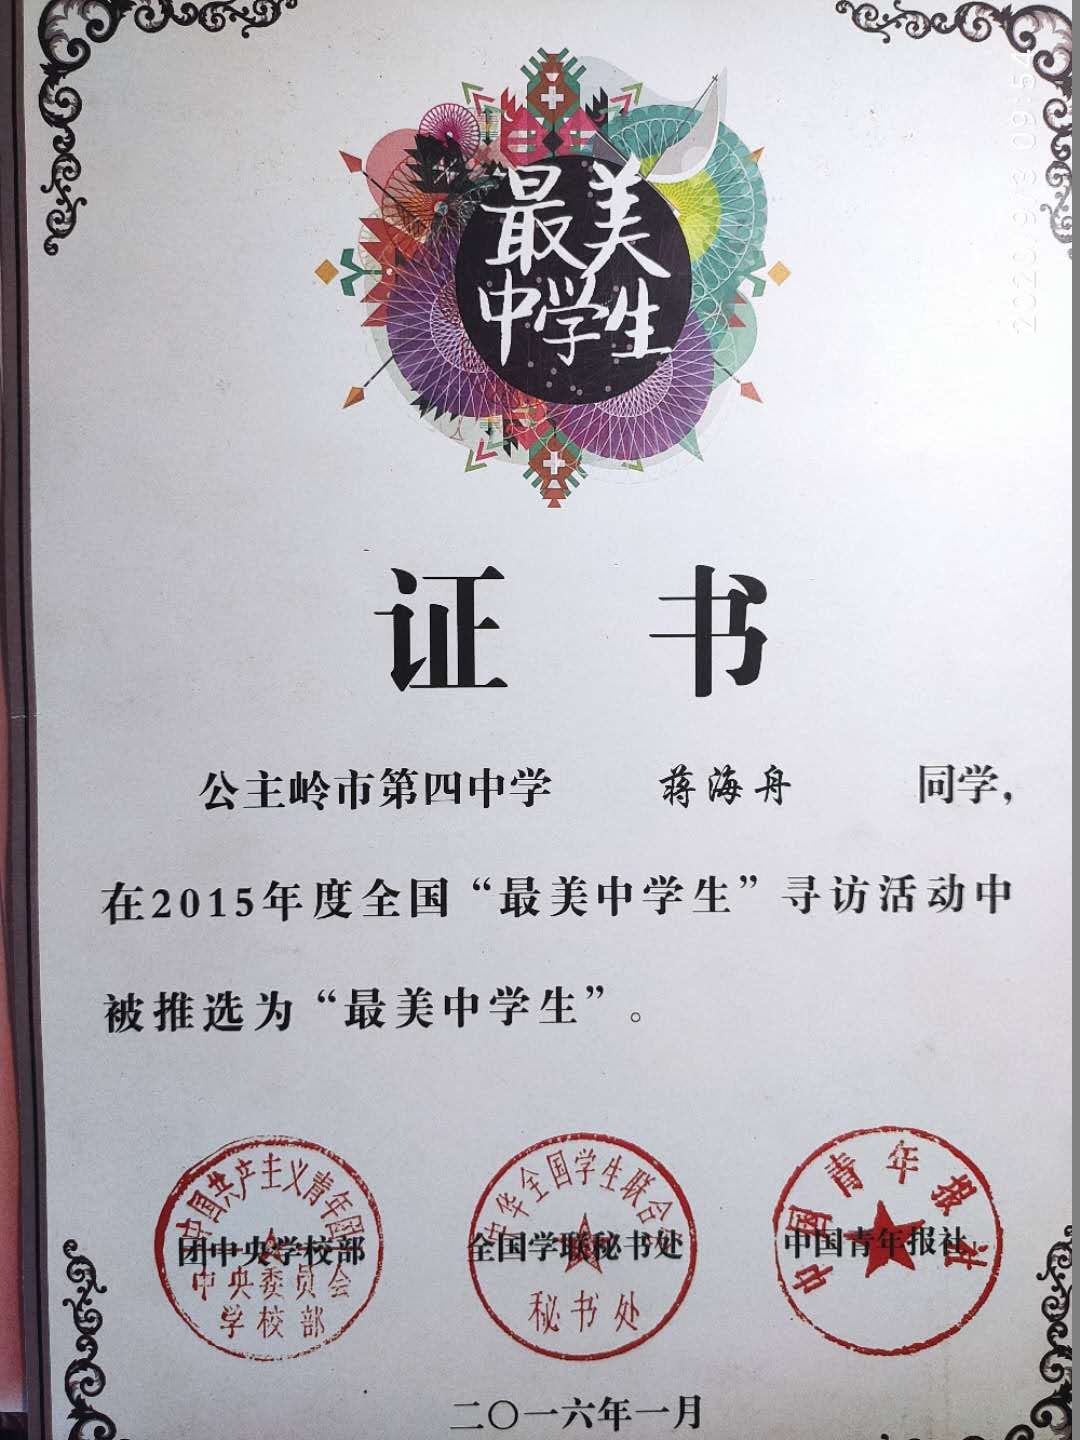 最美
中学生
证 书
公主岭市第四中学 蒋海舟 同学，
在2015年度全国“最美中学生”寻访活动中
被推选为“最美中学生”。
中国共产主义青年团
团中央学校部
中央委员会
学校部
中华全国学生联合会
全国学联秘书处
秘书处
中国青年报社
中国青年报社
二〇一六年一月